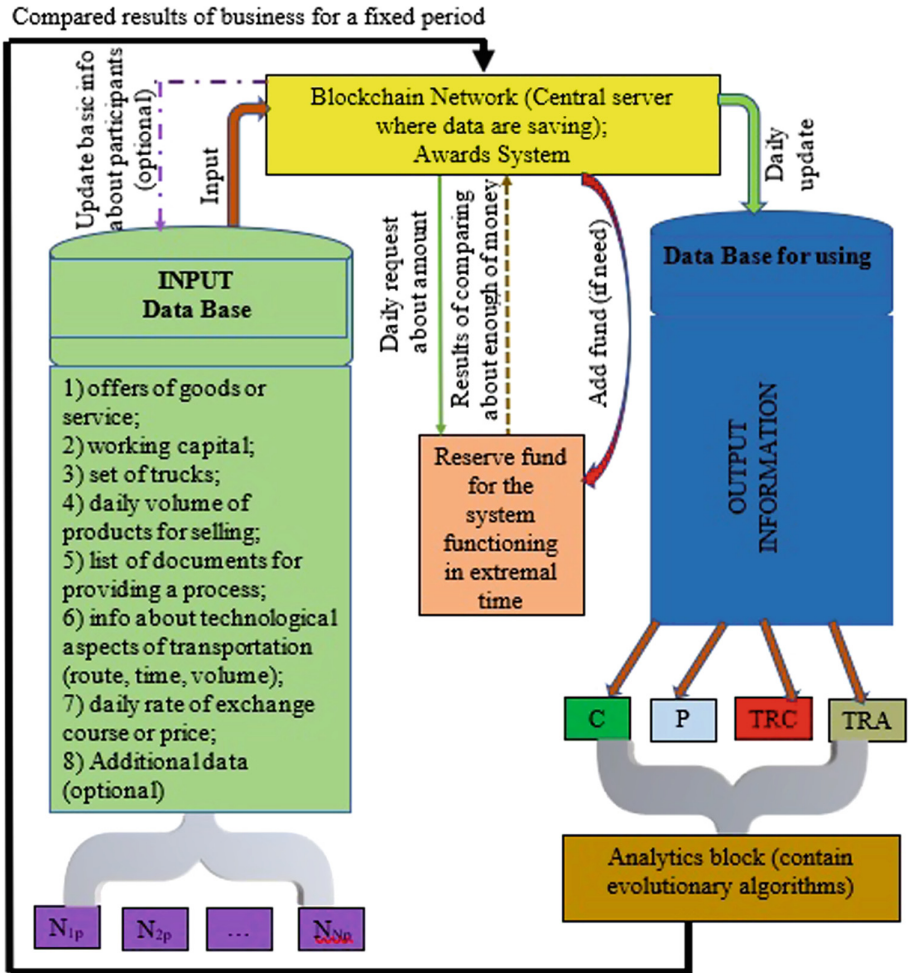 Compared results of business for a fixed period
Update basic info
about participants
(optional)
Input
Blockchain Network (Central server
where data are saving);
Awards System
Daily
update
Daily request
about amount
Results of comparing
about enough of money
Add fund (if need)
INPUT
Data Base
1) offers of goods or
service;
2) working capital;
3) set of trucks;
4) daily volume of
products for selling;
5) list of documents for
providing a process;
6) info about technological
aspects of transportation
(route, time, volume);
7) daily rate of exchange
course or price;
8) Additional data
(optional)
N1p
N2p
...
NNp
Reserve fund
for the
system
functioning
in extremal
time
Data Base for using
OUTPUT
INFORMATION
C
P
TRC
TRA
Analytics block (contain
evolutionary algorithms)